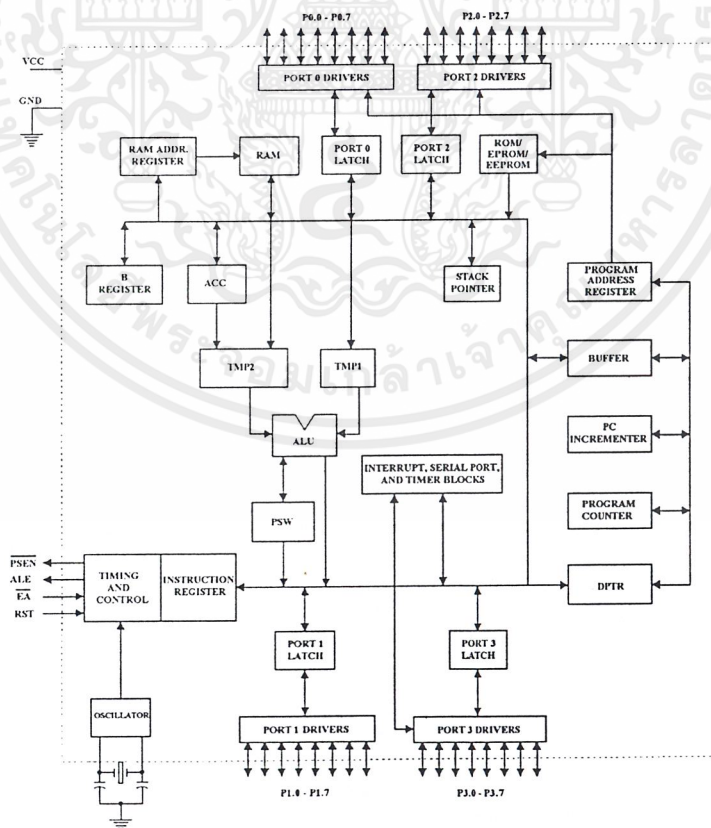 P0.0 - P0.7
P2.0 - P2.7
VCC
GND
PORT 0 DRIVERS
PORT 2 DRIVERS
RAM ADDR.
REGISTER
RAM
PORT 0
LATCH
PORT 2
LATCH
ROM/
EPROM/
EEPROM
B
REGISTER
ACC
STACK
POINTER
PROGRAM
ADDRESS
REGISTER
TMP2
TMP1
BUFFER
ALU
PC
INCREMENTER
INTERRUPT, SERIAL PORT,
AND TIMER BLOCKS
PSW
PROGRAM
COUNTER
PSEN
ALE
EA
RST
TIMING
AND
CONTROL
INSTRUCTION
REGISTER
DPTR
PORT 1
LATCH
PORT 3
LATCH
OSCILLATOR
PORT 1 DRIVERS
PORT 3 DRIVERS
P1.0 - P1.7
P3.0 - P3.7